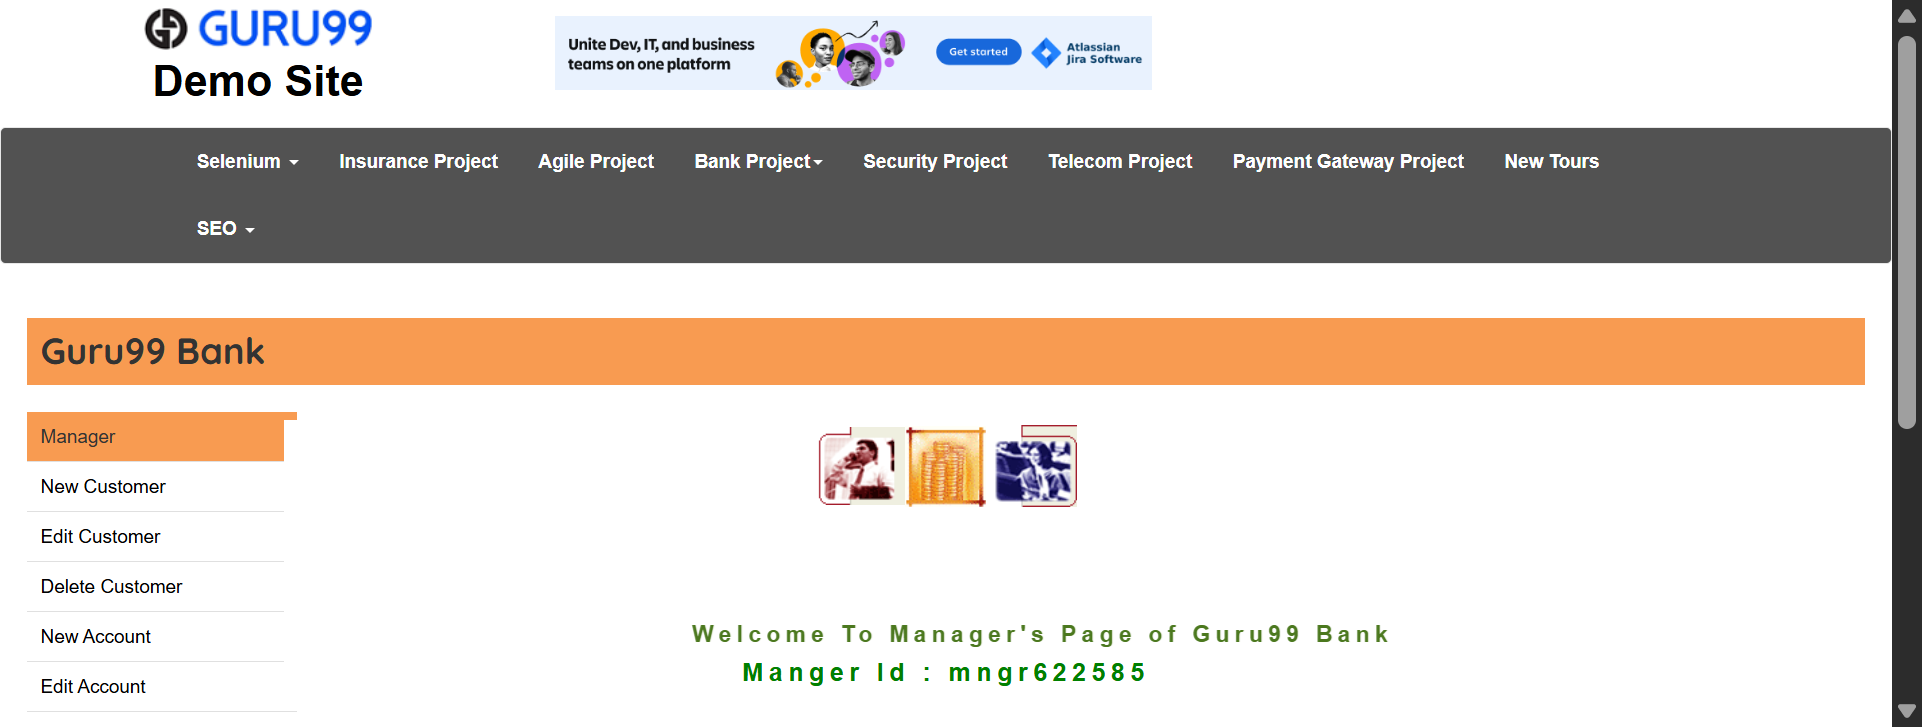 GURU99
Demo Site
Unite Dev, IT, and business
teams on one platform
Get started
Atlassian
Jira Software
Selenium
Insurance Project
Agile Project
Bank Project
Security Project
Telecom Project
Payment Gateway Project
New Tours
SEO
Guru99 Bank
Manager
New Customer
Edit Customer
Delete Customer
New Account
Edit Account
Welcome To Manager's Page of Guru99 Bank
Manger Id : mngr622585